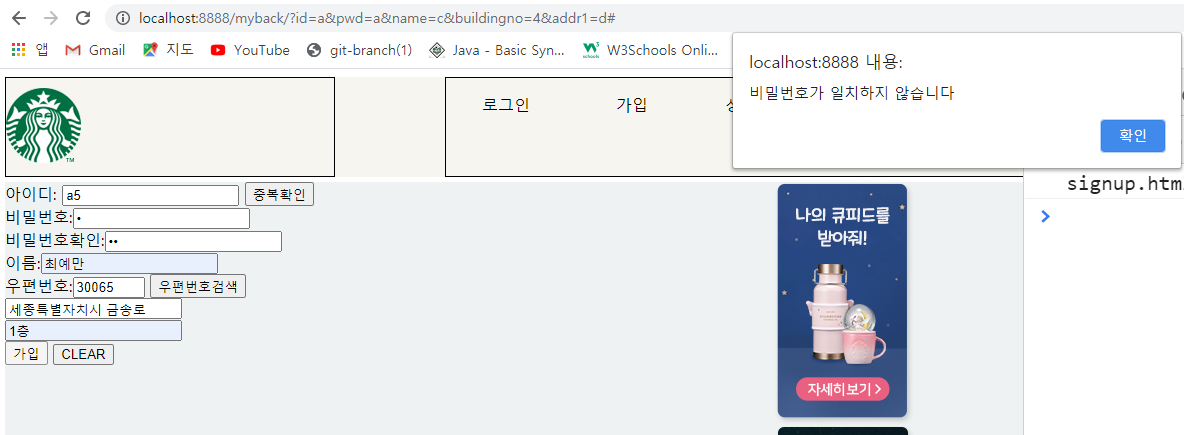 localhost:8888/myback/?id=a&pwd=a&name=c&buildingno=4&addr1=d#
앱 Gmail 지도 YouTube git-branch(1) Java - Basic Syn... W3Schools Onli...
localhost:8888 내용:
비밀번호가 일치하지 않습니다
확인
로그인 가입
signup.htm
아이디: a5 중복확인
비밀번호:•
비밀번호확인:••
이름:최예만
우편번호:30065 우편번호검색
세종특별자치시 금송로
1층
가입 CLEAR
나의 큐피드를
받아줘!
자세히보기 >